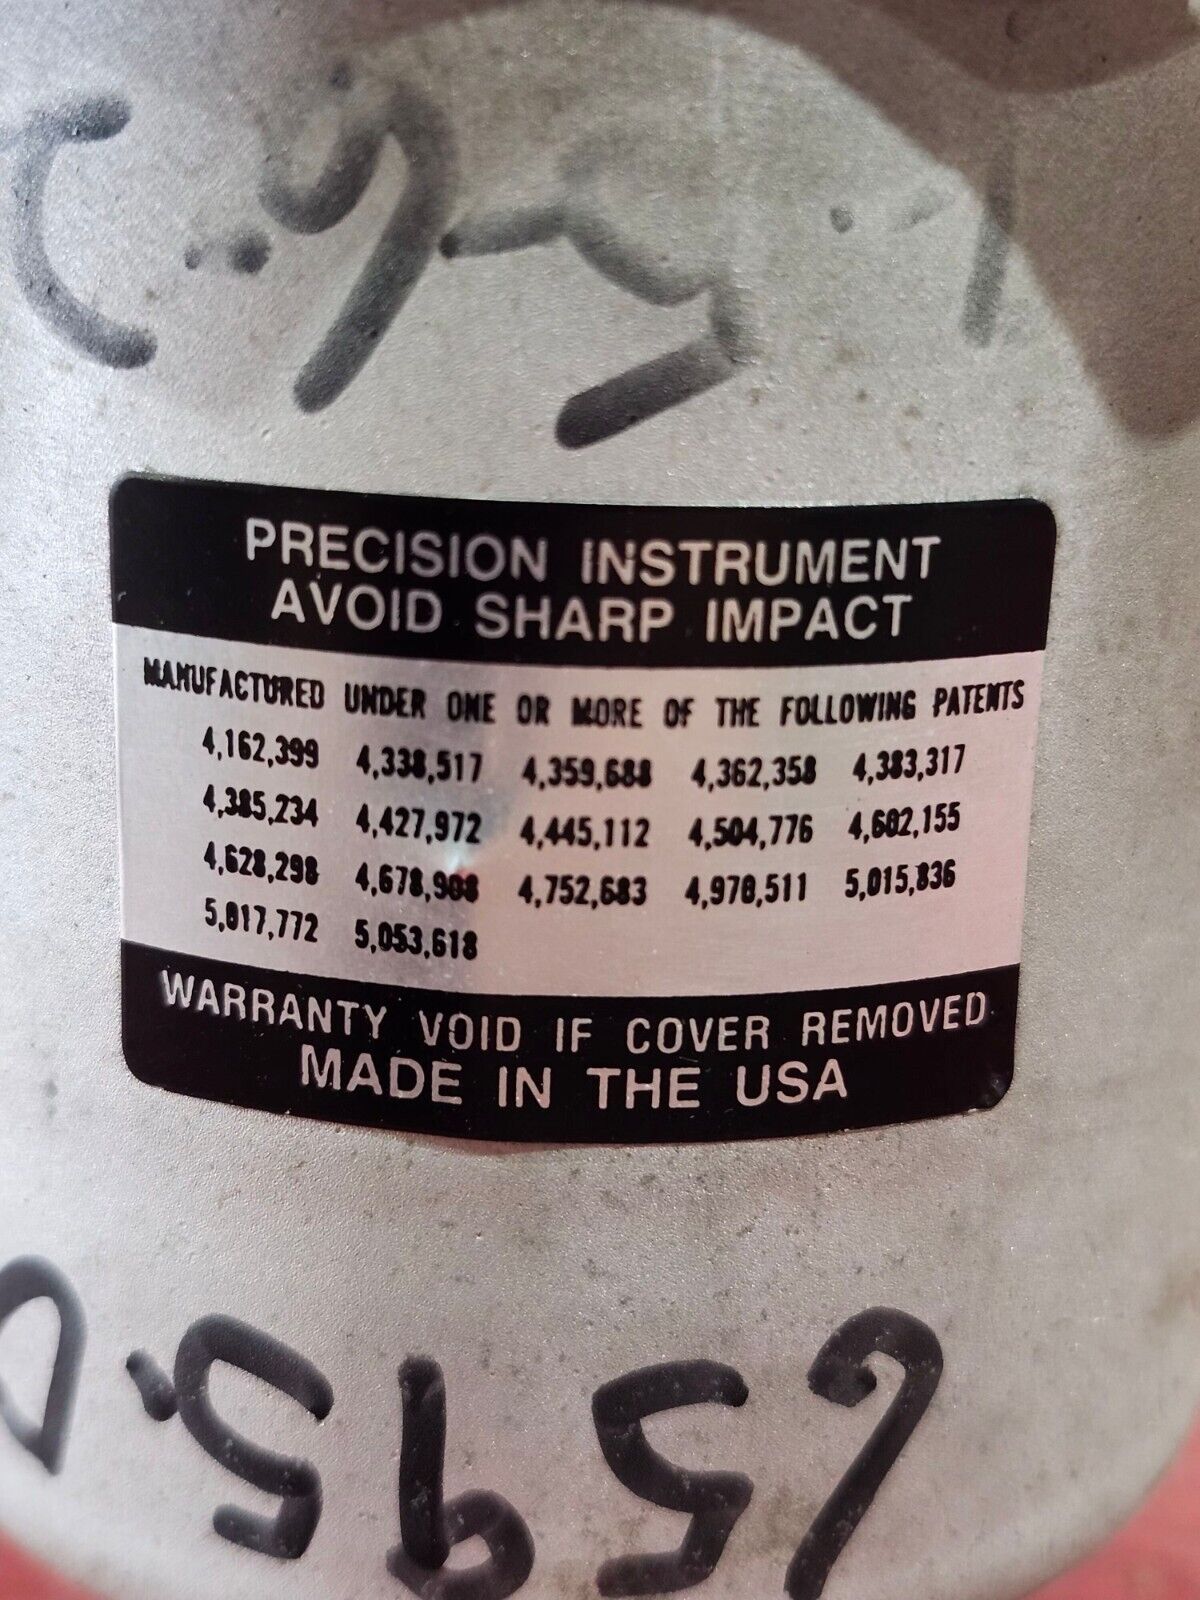 PRECISION INSTRUMENT
AVOID SHARP IMPACT
MANUFACTURED UNDER ONE OR MORE OF THE FOLLOWING PATENTS
4,162,399 4,338,517 4,359,688 4,362,358 4,383,317
4,385,234 4,427,972 4,445,112 4,504,776 4,602,155
4,628,298 4,678,908 4,752,683 4,970,511 5,015,836
5,017,772 5,053,618
WARRANTY VOID IF COVER REMOVED
MADE IN THE USA